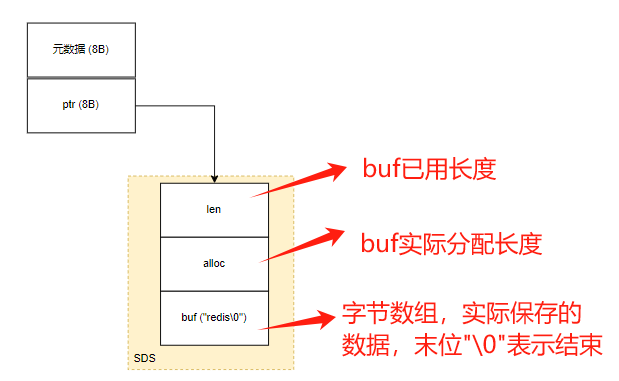 元数据 (8B)
ptr (8B)
len
buf已用长度
alloc
buf实际分配长度
buf ("redis\0")
字节数组，实际保存的
数据，末位"\0"表示结束
SDS